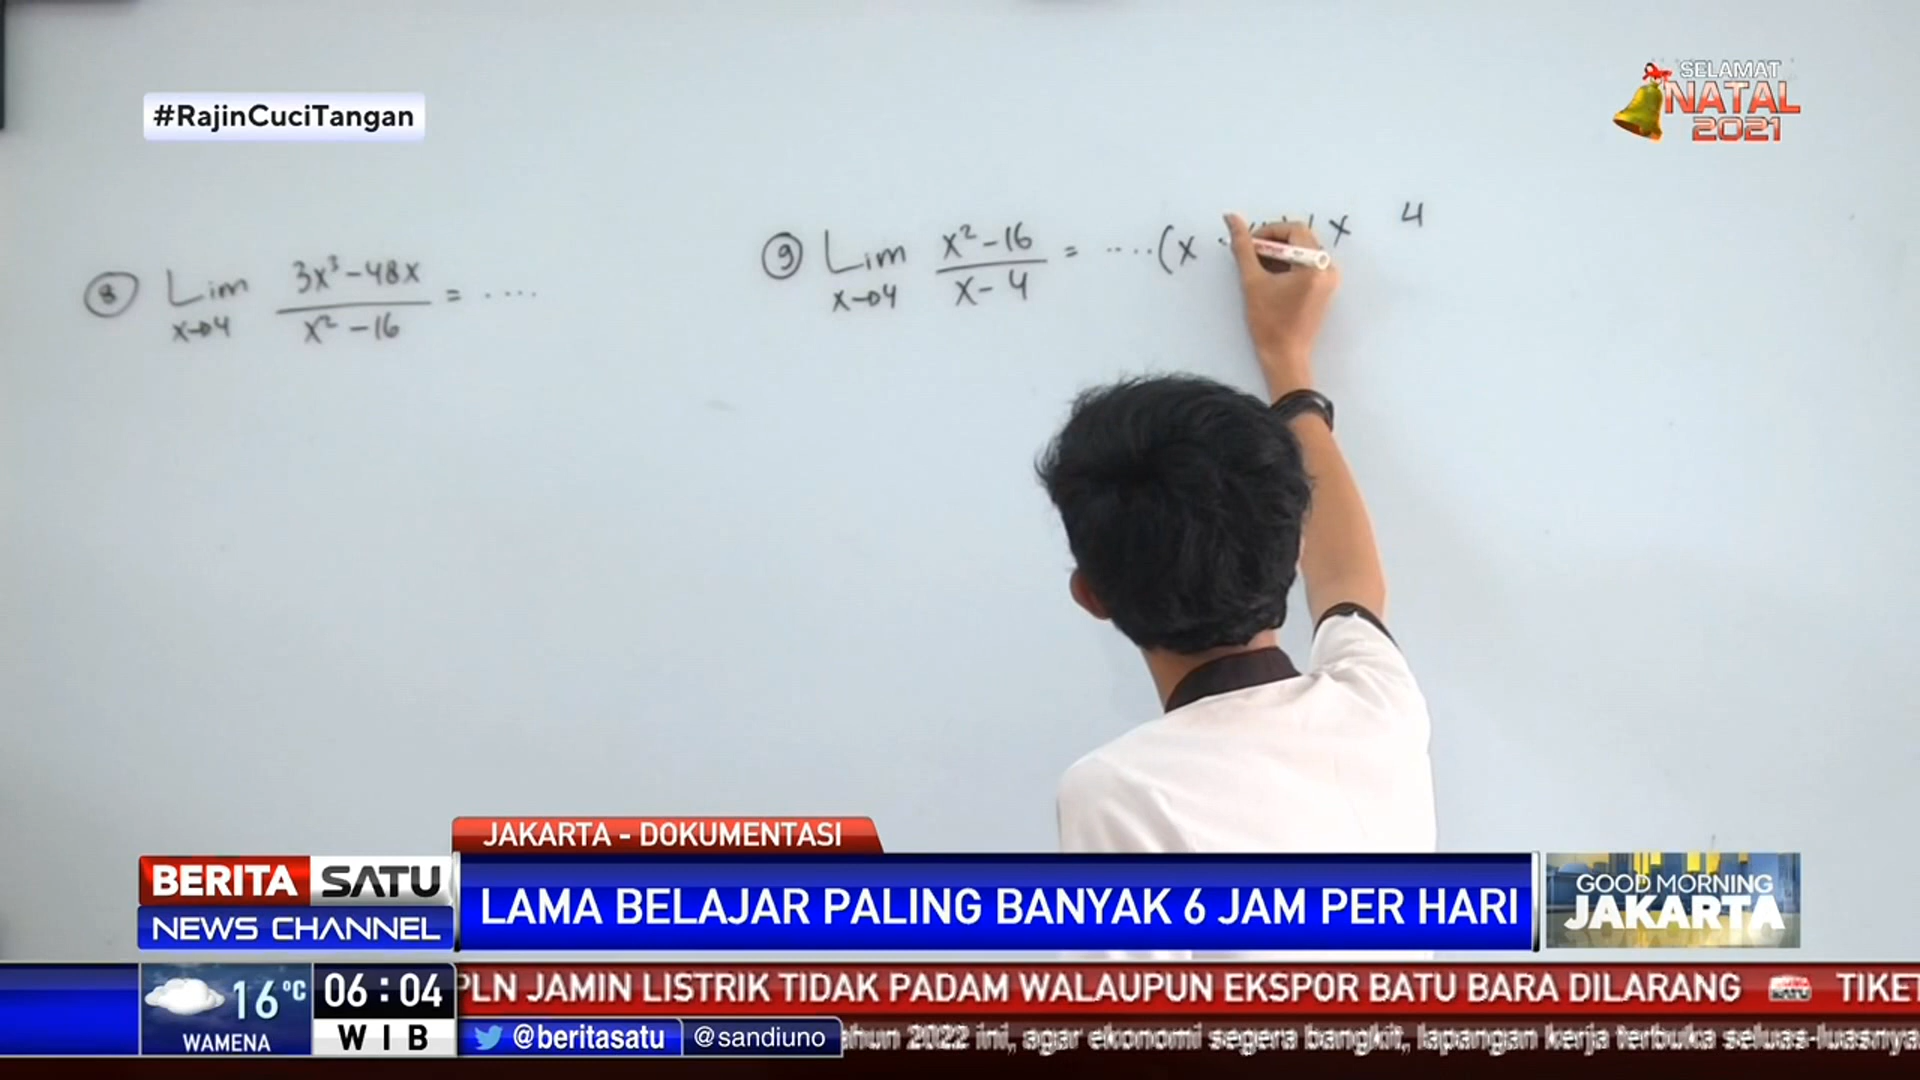 #RajinCuciTangan
SELAMAT
NATAL
2021
8 Lim x→4 3x³-48x / x²-16 = ....
9 Lim x→4 x²-16 / x-4 = ....(x x 4
JAKARTA - DOKUMENTASI
BERITA SATU
NEWS CHANNEL
LAMA BELAJAR PALING BANYAK 6 JAM PER HARI
GOOD MORNING
JAKARTA
16°C
WAMENA
06:04
WIB
PLN JAMIN LISTRIK TIDAK PADAM WALAUPUN EKSPOR BATU BARA DILARANG TIKET
@beritasatu @sandiuno
ahun 2022 ini, agar ekonomi segera bangkit, lapangan kerja terbuka seluas-luasnya